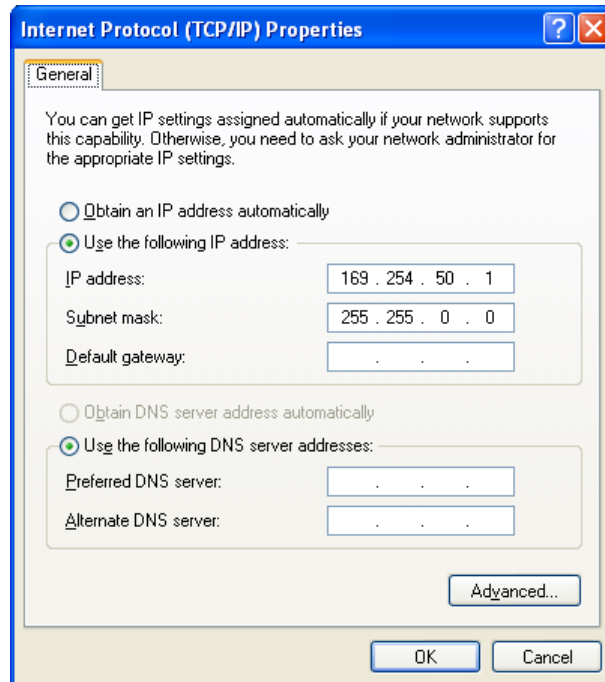 Internet Protocol (TCP/IP) Properties
General
You can get IP settings assigned automatically if your network supports
this capability. Otherwise, you need to ask your network administrator for
the appropriate IP settings.
Obtain an IP address automatically
Use the following IP address:
IP address: 169 . 254 . 50 . 1
Subnet mask: 255 . 255 . 0 . 0
Default gateway: . . .
Obtain DNS server address automatically
Use the following DNS server addresses:
Preferred DNS server: . . .
Alternate DNS server: . . .
Advanced...
OK Cancel